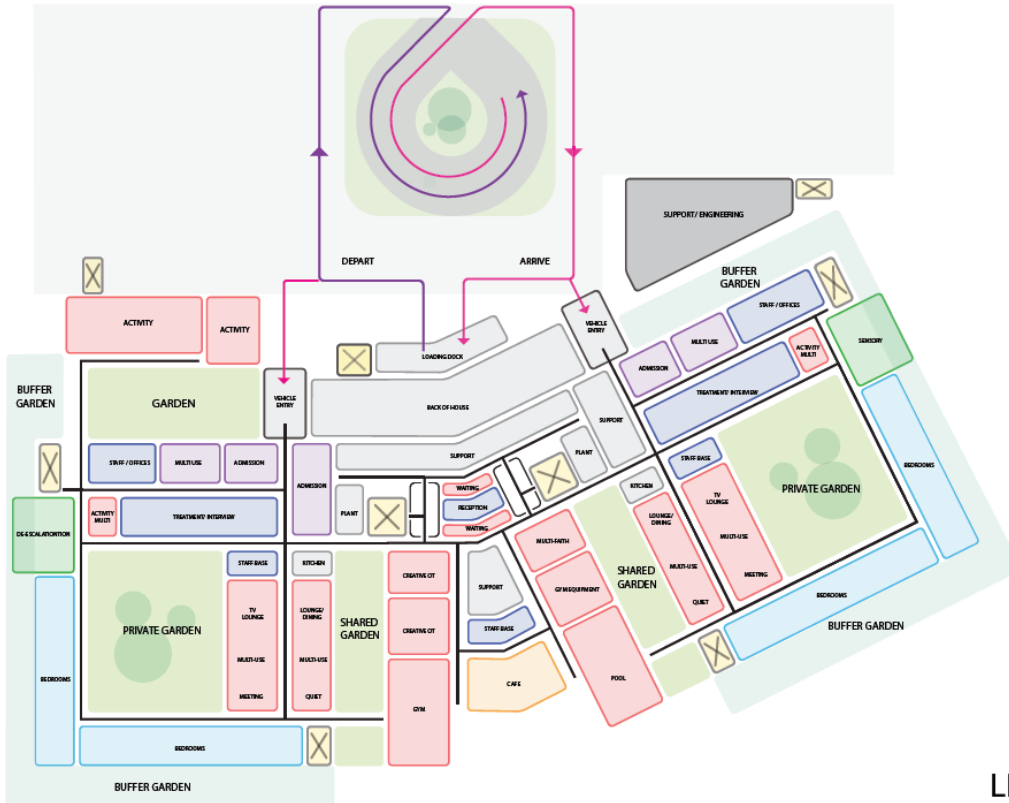 SUPPORT/ ENGINEERING
DEPART
ARRIVE
BUFFER
GARDEN
STAFF / OFFICES
ACTIVITY
ACTIVITY
VEHICLE
ENTRY
MULTI USE
SENSORY
LOADING DOCK
ACTIVITY
MULTI
ADMISSION
BUFFER
GARDEN
GARDEN
VEHICLE
ENTRY
BACK OF HOUSE
TREATMENT/ INTERVIEW
SUPPORT
STAFF / OFFICES
MULTI USE
ADMISSION
SUPPORT
PLANT
STAFF BASE
BEDROOMS
ADMISSION
WAITING
KITCHEN
TV
LOUNGE
PRIVATE GARDEN
ACTIVITY
MULTI
TREATMENT/ INTERVIEW
PLANT
RECEPTION
LOUNGE/
DINING
WAITING
DE-ESCALATIONTION
MULTI-FAITH
MULTI-USE
STAFF BASE
KITCHEN
CREATIVE OT
SUPPORT
GYM EQUIPMENT
SHARED
GARDEN
MULTI-USE
MEETING
TV
LOUNGE
LOUNGE/
DINING
SHARED
GARDEN
CREATIVE OT
STAFF BASE
QUIET
BEDROOMS
PRIVATE GARDEN
BUFFER GARDEN
MULTI-USE
MULTI-USE
BEDROOMS
CAFE
POOL
MEETING
QUIET
GYM
BEDROOMS
BUFFER GARDEN